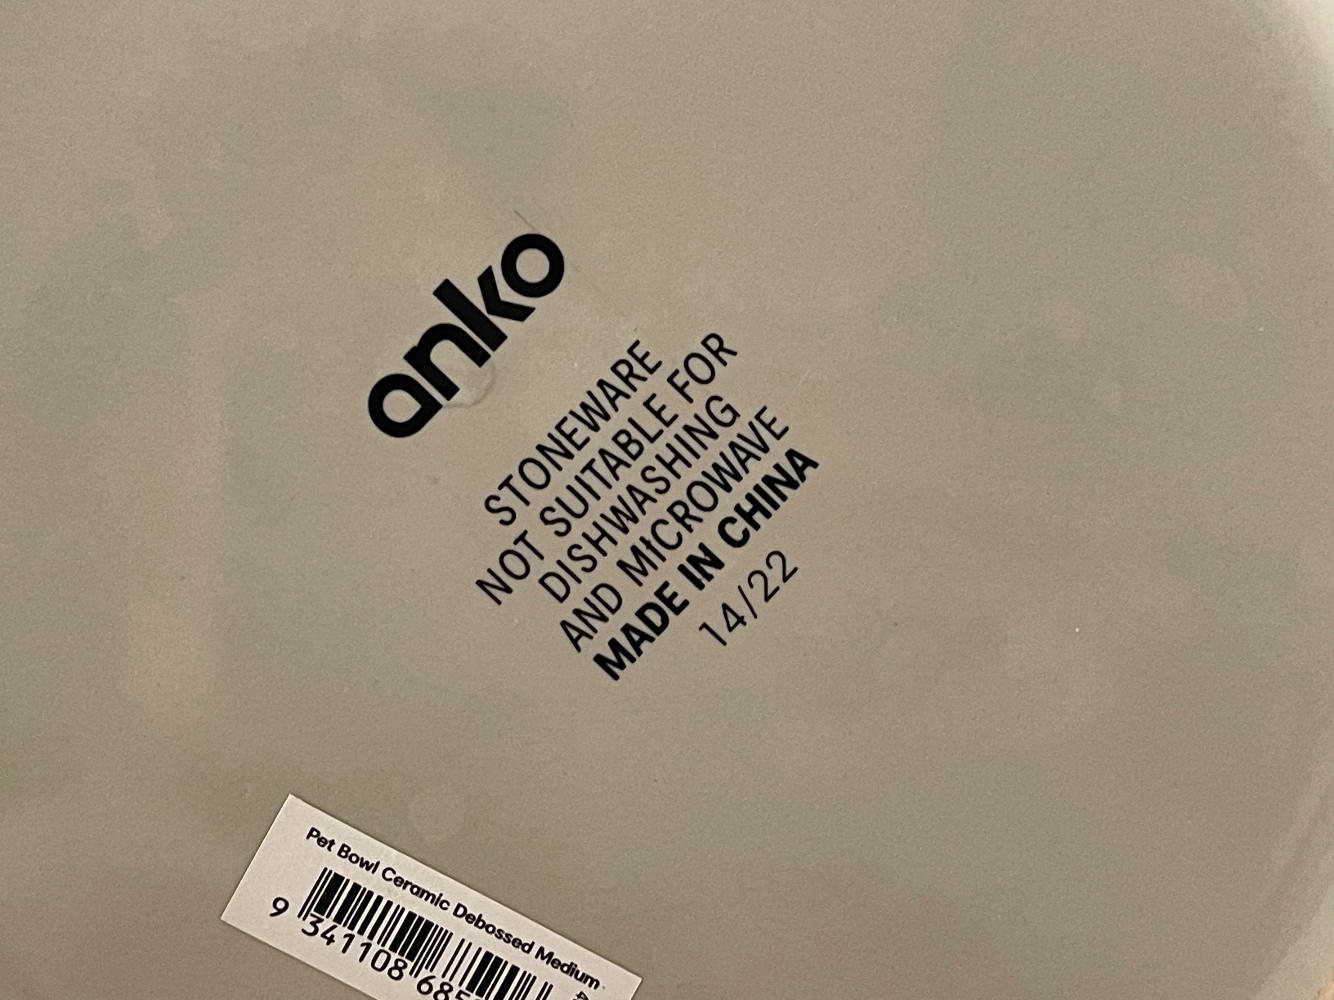 anko
STONEWARE
NOT SUITABLE FOR
DISHWASHING
AND MICROWAVE
MADE IN CHINA
14/22
Pet Bowl Ceramic Debossed Medium
9 341108